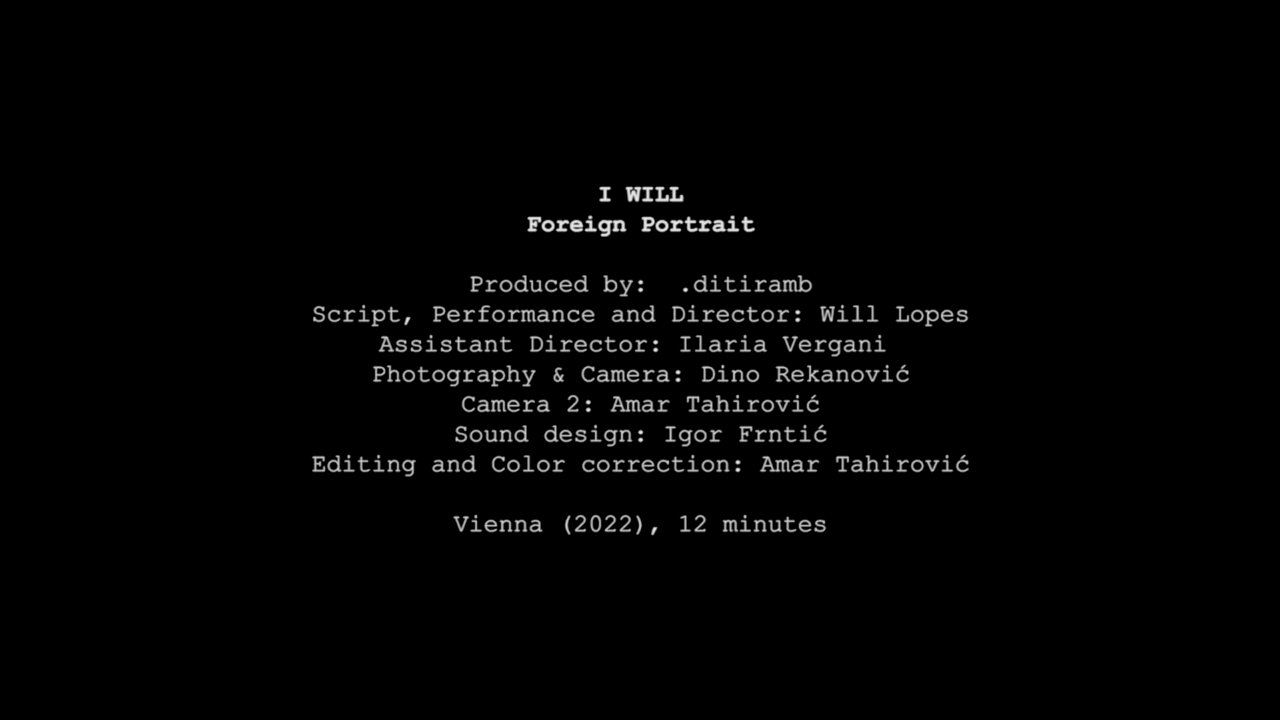 I WILL
Foreign Portrait
Produced by:  .ditiramb
Script, Performance and Director: Will Lopes
Assistant Director: Ilaria Vergani
Photography & Camera: Dino Rekanović
Camera 2: Amar Tahirović
Sound design: Igor Frntić
Editing and Color correction: Amar Tahirović
Vienna (2022), 12 minutes